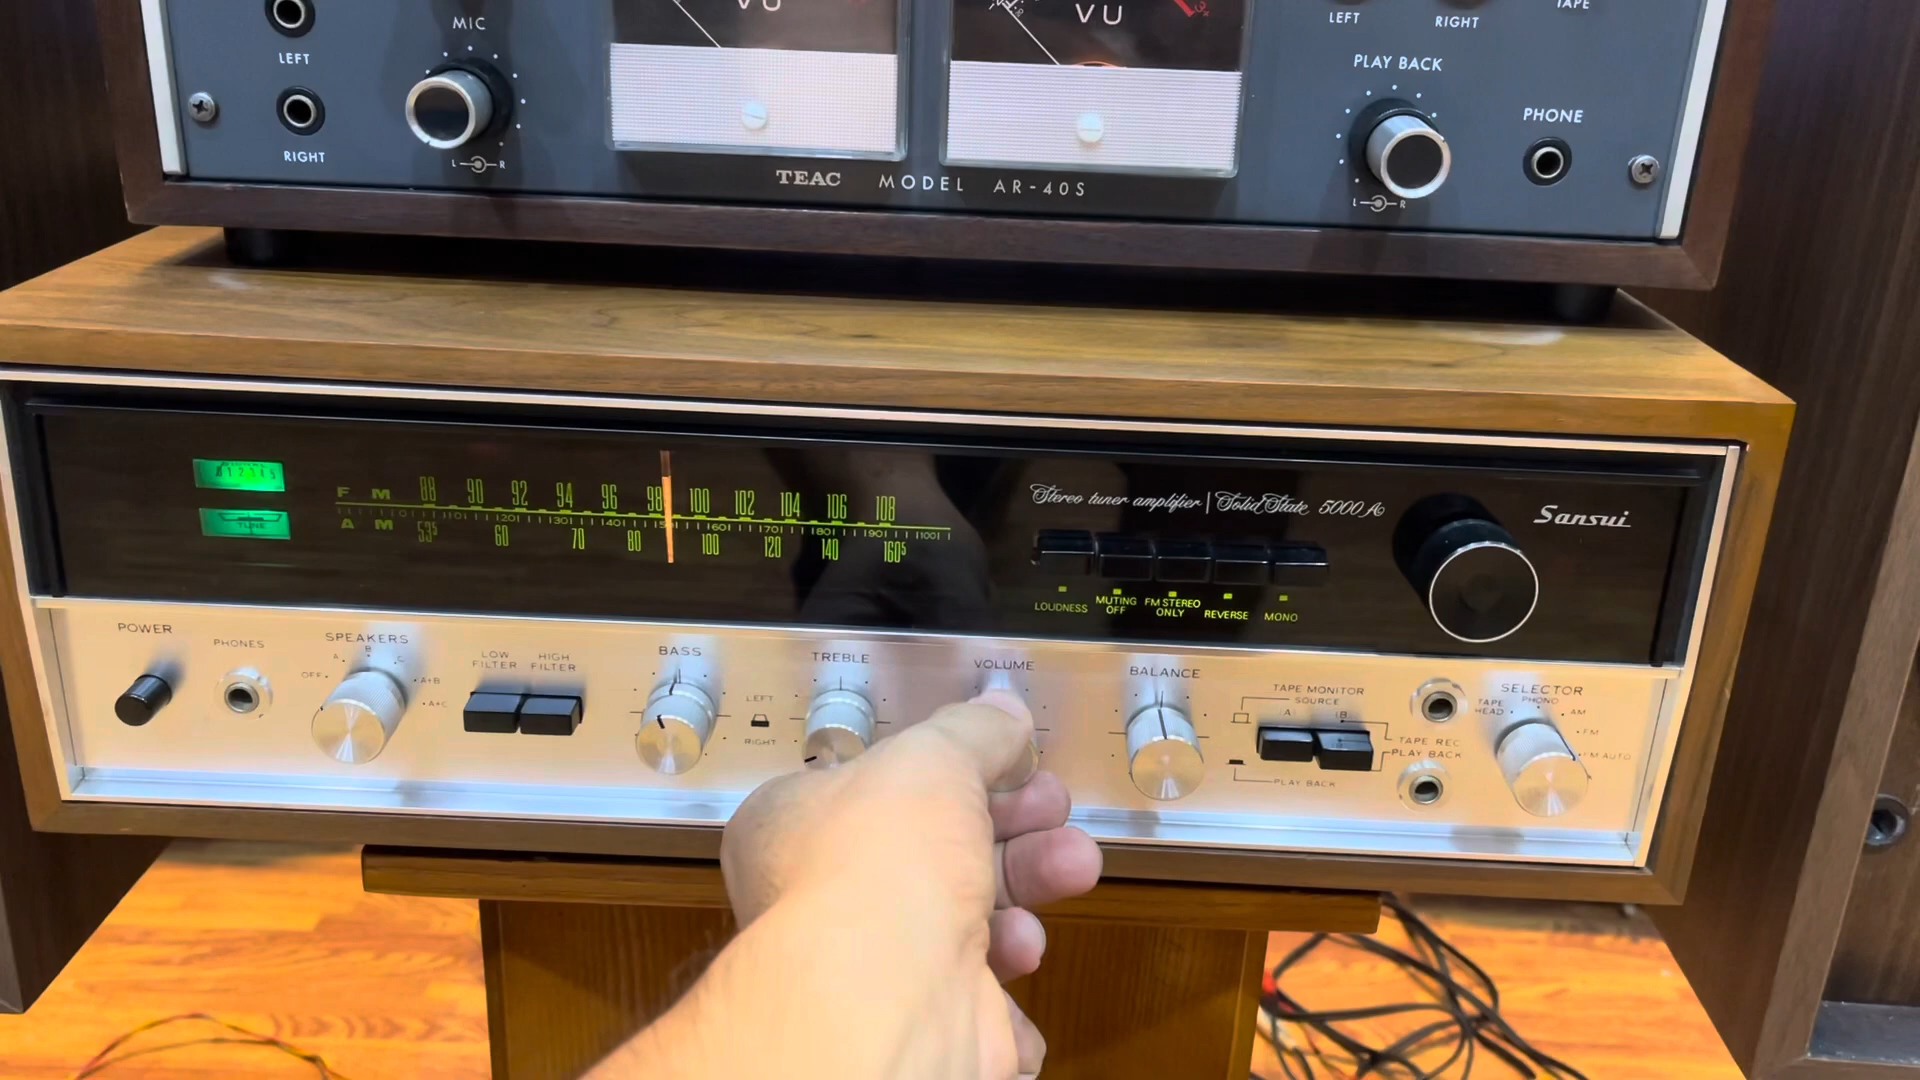 VU
VU
TAPE
MIC
LEFT
RIGHT
LEFT
PLAY BACK
PHONE
RIGHT
L R
L R
TEAC MODEL AR-40S
Stereo tuner amplifier | Solid State 5000A
Sansui
FM 88 90 92 94 96 98 100 102 104 106 108
AM 53⁵ 60 70 80 100 120 140 160⁵
TUNE
LOUDNESS
MUTING OFF
FM STEREO ONLY
REVERSE
MONO
POWER
PHONES
SPEAKERS
OFF A B C A+B A+C
LOW FILTER
HIGH FILTER
BASS
LEFT
RIGHT
TREBLE
VOLUME
BALANCE
TAPE MONITOR
SOURCE
(A) (B)
TAPE REC
PLAY BACK
PLAY BACK
SELECTOR
TAPE HEAD
PHONO
AM
FM
FM AUTO